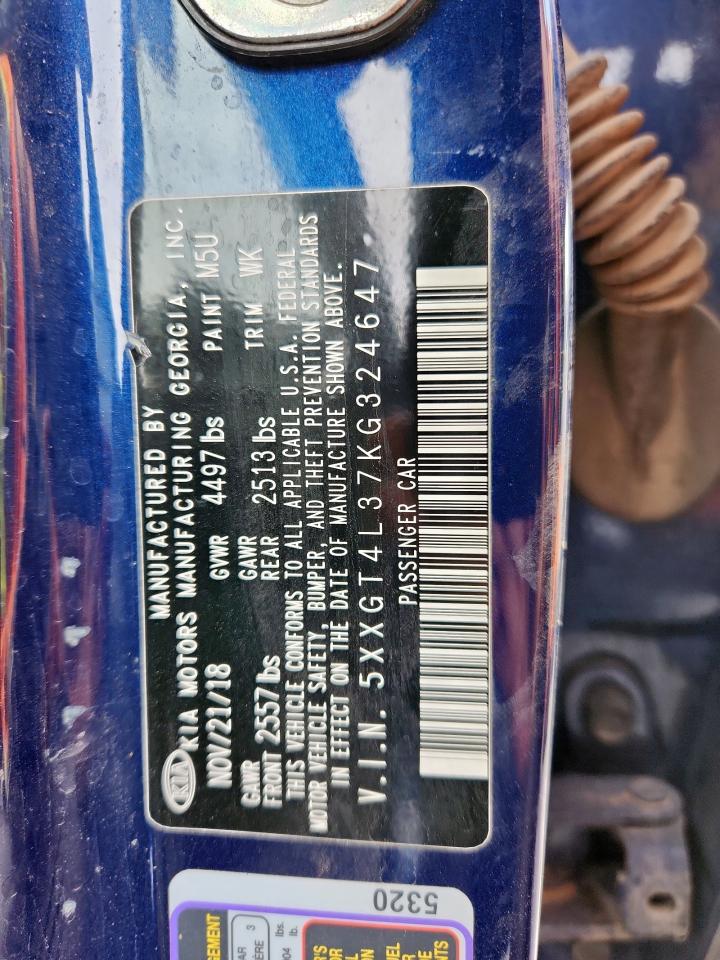 MANUFACTURED BY
KIA KIA MOTORS MANUFACTURING GEORGIA, INC.
NOV/21/18 GVWR 4497 lbs PAINT M5U
GAWR FRONT 2557 lbs GAWR REAR 2513 lbs TRIM WK
THIS VEHICLE CONFORMS TO ALL APPLICABLE U.S.A. FEDERAL
MOTOR VEHICLE SAFETY, BUMPER, AND THEFT PREVENTION STANDARDS
IN EFFECT ON THE DATE OF MANUFACTURE SHOWN ABOVE.
V.I.N. 5XXGT4L37KG324647
PASSENGER CAR
5320